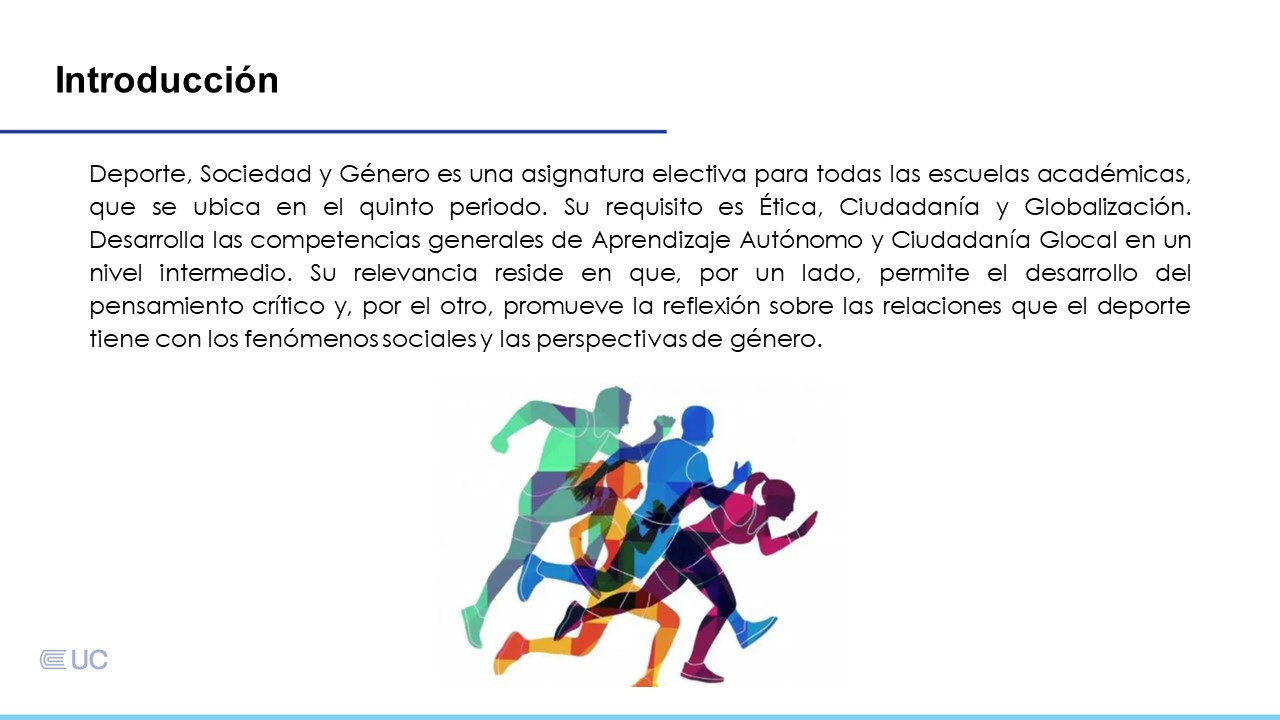 Introducción
Deporte, Sociedad y Género es una asignatura electiva para todas las escuelas académicas,
que se ubica en el quinto periodo. Su requisito es Ética, Ciudadanía y Globalización.
Desarrolla las competencias generales de Aprendizaje Autónomo y Ciudadanía Glocal en un
nivel intermedio. Su relevancia reside en que, por un lado, permite el desarrollo del
pensamiento crítico y, por el otro, promueve la reflexión sobre las relaciones que el deporte
tiene con los fenómenos sociales y las perspectivas de género.
UC